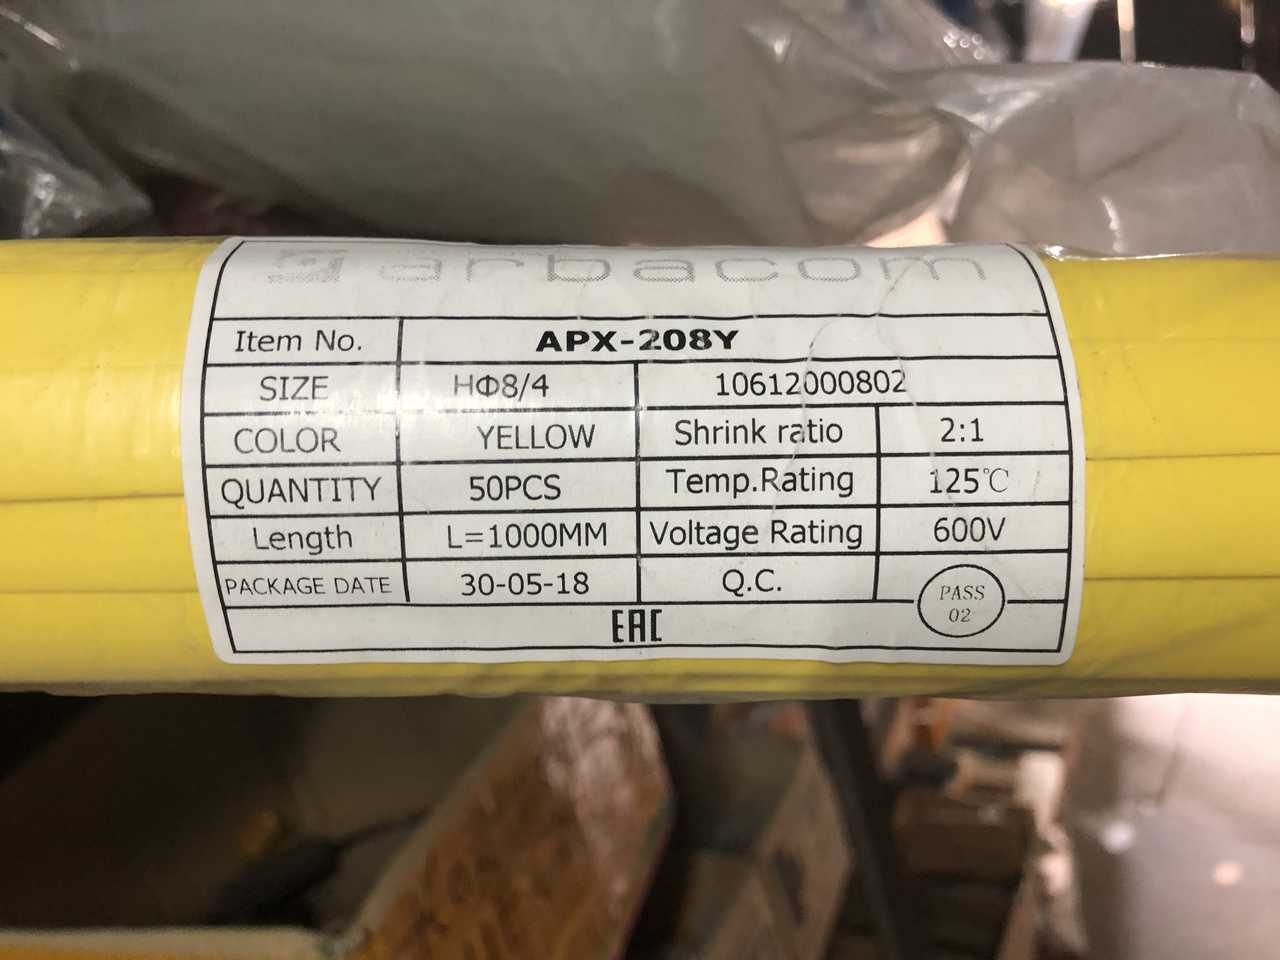 arbacom
Item No. APX-208Y
SIZE HΦ8/4 10612000802
COLOR YELLOW Shrink ratio 2:1
QUANTITY 50PCS Temp.Rating 125℃
Length L=1000MM Voltage Rating 600V
PACKAGE DATE 30-05-18 Q.C. PASS
02
EAC